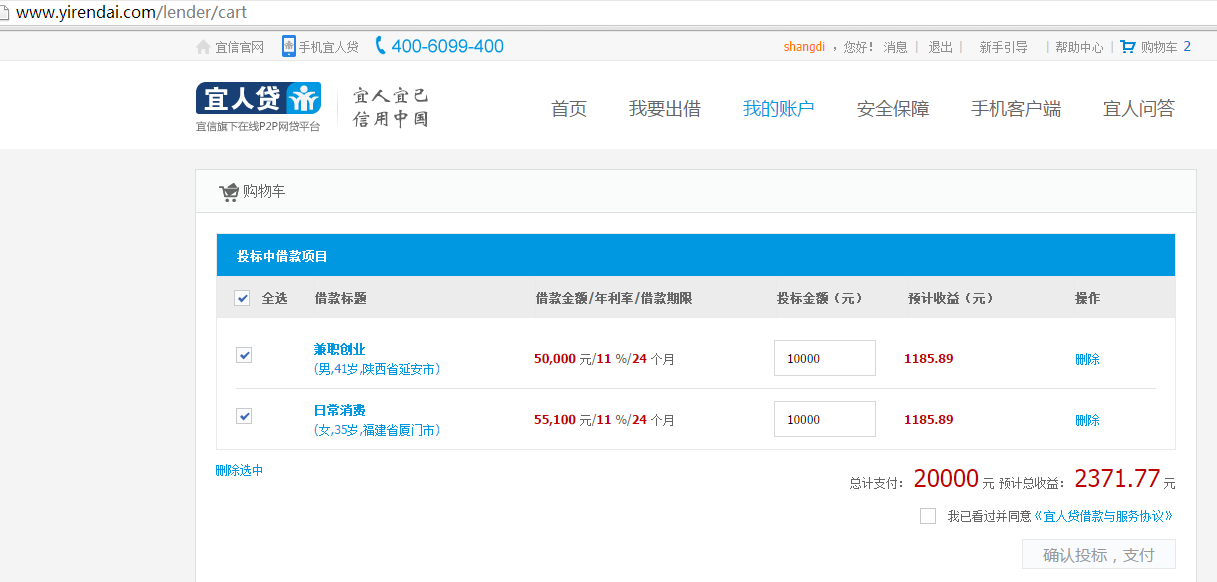 www.yirendai.com/lender/cart
宜信官网 手机宜人贷 400-6099-400 shangdi ，您好！ 消息 | 退出 | 新手引导 | 帮助中心 | 购物车 2
宜人贷
宜信旗下在线P2P网贷平台
宜人宜己
信用中国
首页 我要出借 我的账户 安全保障 手机客户端 宜人问答
购物车
投标中借款项目
全选 借款标题 借款金额/年利率/借款期限 投标金额（元） 预计收益（元） 操作
兼职创业
(男,41岁,陕西省延安市)
50,000 元/11 %/24 个月 10000 1185.89 删除
日常消费
(女,35岁,福建省厦门市)
55,100 元/11 %/24 个月 10000 1185.89 删除
删除选中
总计支付： 20000 元 预计总收益： 2371.77 元
我已看过并同意《宜人贷借款与服务协议》
确认投标，支付